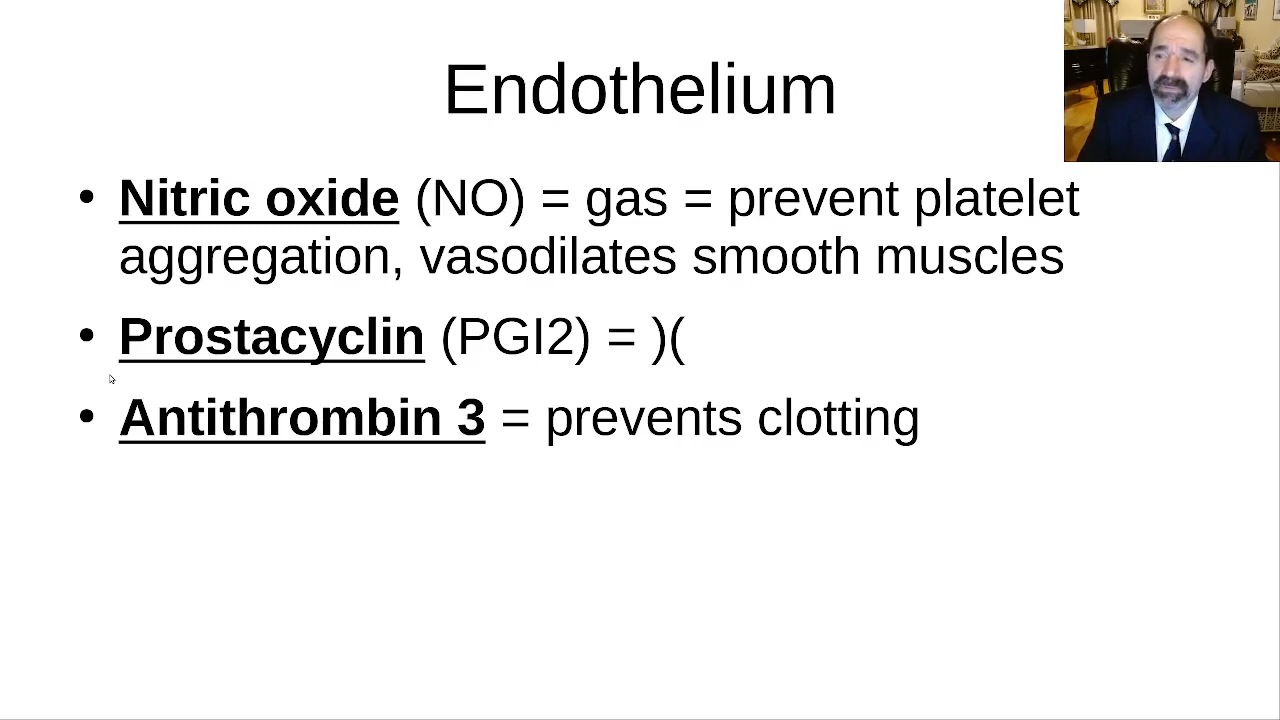 Endothelium
• Nitric oxide (NO) = gas = prevent platelet
aggregation, vasodilates smooth muscles
• Prostacyclin (PGI2) = )(
• Antithrombin 3 = prevents clotting